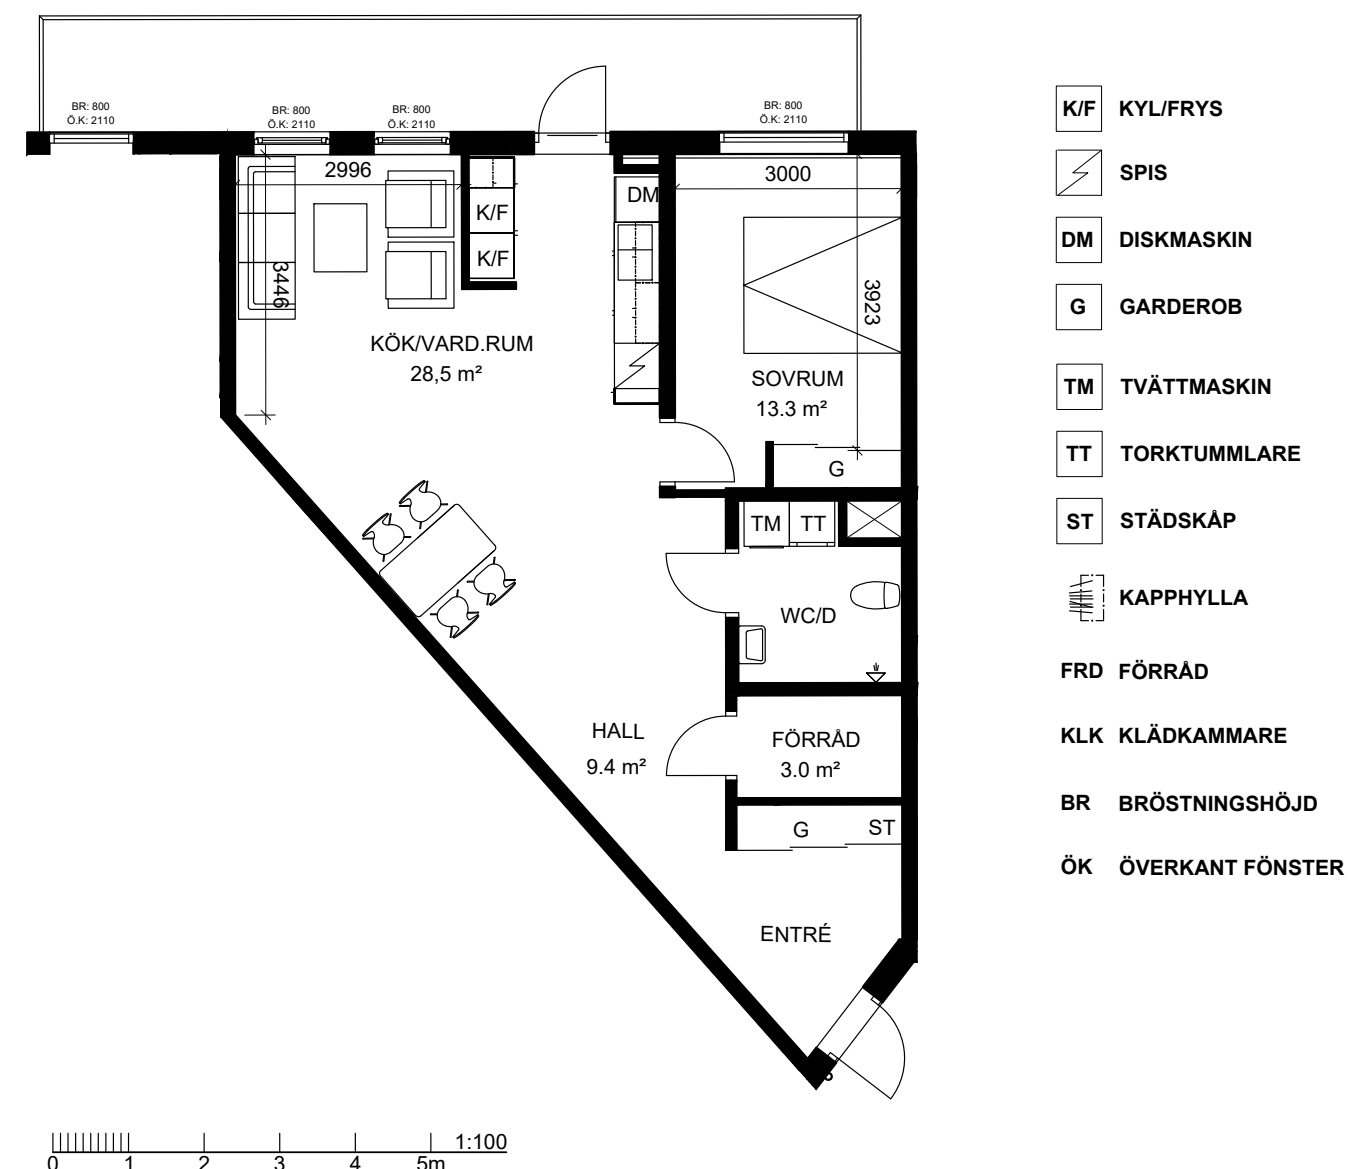 BR: 800
Ö.K: 2110
BR: 800
Ö.K: 2110
BR: 800
Ö.K: 2110
BR: 800
Ö.K: 2110
2996
3446
K/F
K/F
DM
3000
3923
KÖK/VARD.RUM
28,5 m²
SOVRUM
13.3 m²
G
TM
TT
WC/D
HALL
9.4 m²
FÖRRÅD
3.0 m²
G
ST
ENTRÉ
1:100
0 1 2 3 4 5m
K/F KYL/FRYS
SPIS
DM DISKMASKIN
G GARDEROB
TM TVÄTTMASKIN
TT TORKTUMMLARE
ST STÄDSKÅP
KAPPHYLLA
FRD FÖRRÅD
KLK KLÄDKAMMARE
BR BRÖSTNINGSHÖJD
ÖK ÖVERKANT FÖNSTER